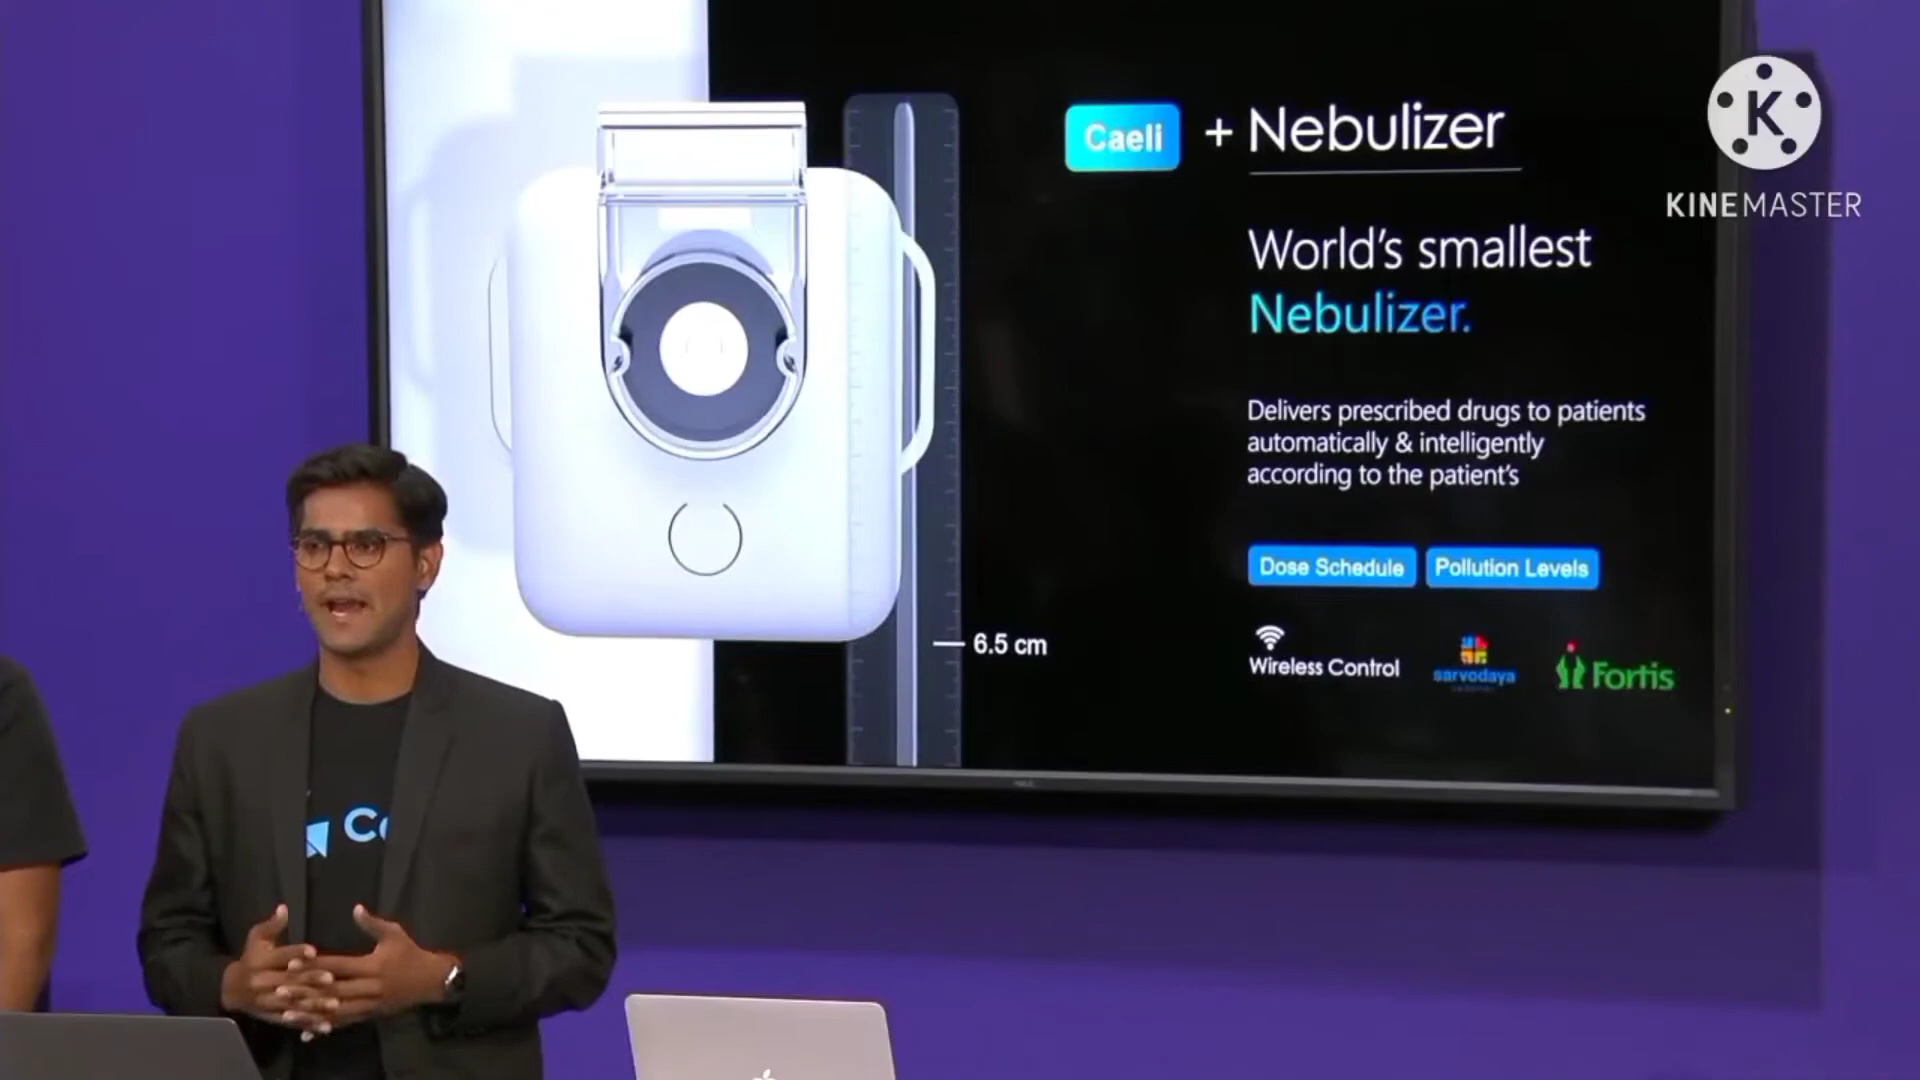 Caeli + Nebulizer
World's smallest
Nebulizer.
Delivers prescribed drugs to patients
automatically & intelligently
according to the patient's
Dose Schedule Pollution Levels
6.5 cm
Wireless Control
sarvodaya
Fortis
K
KINEMASTER
C